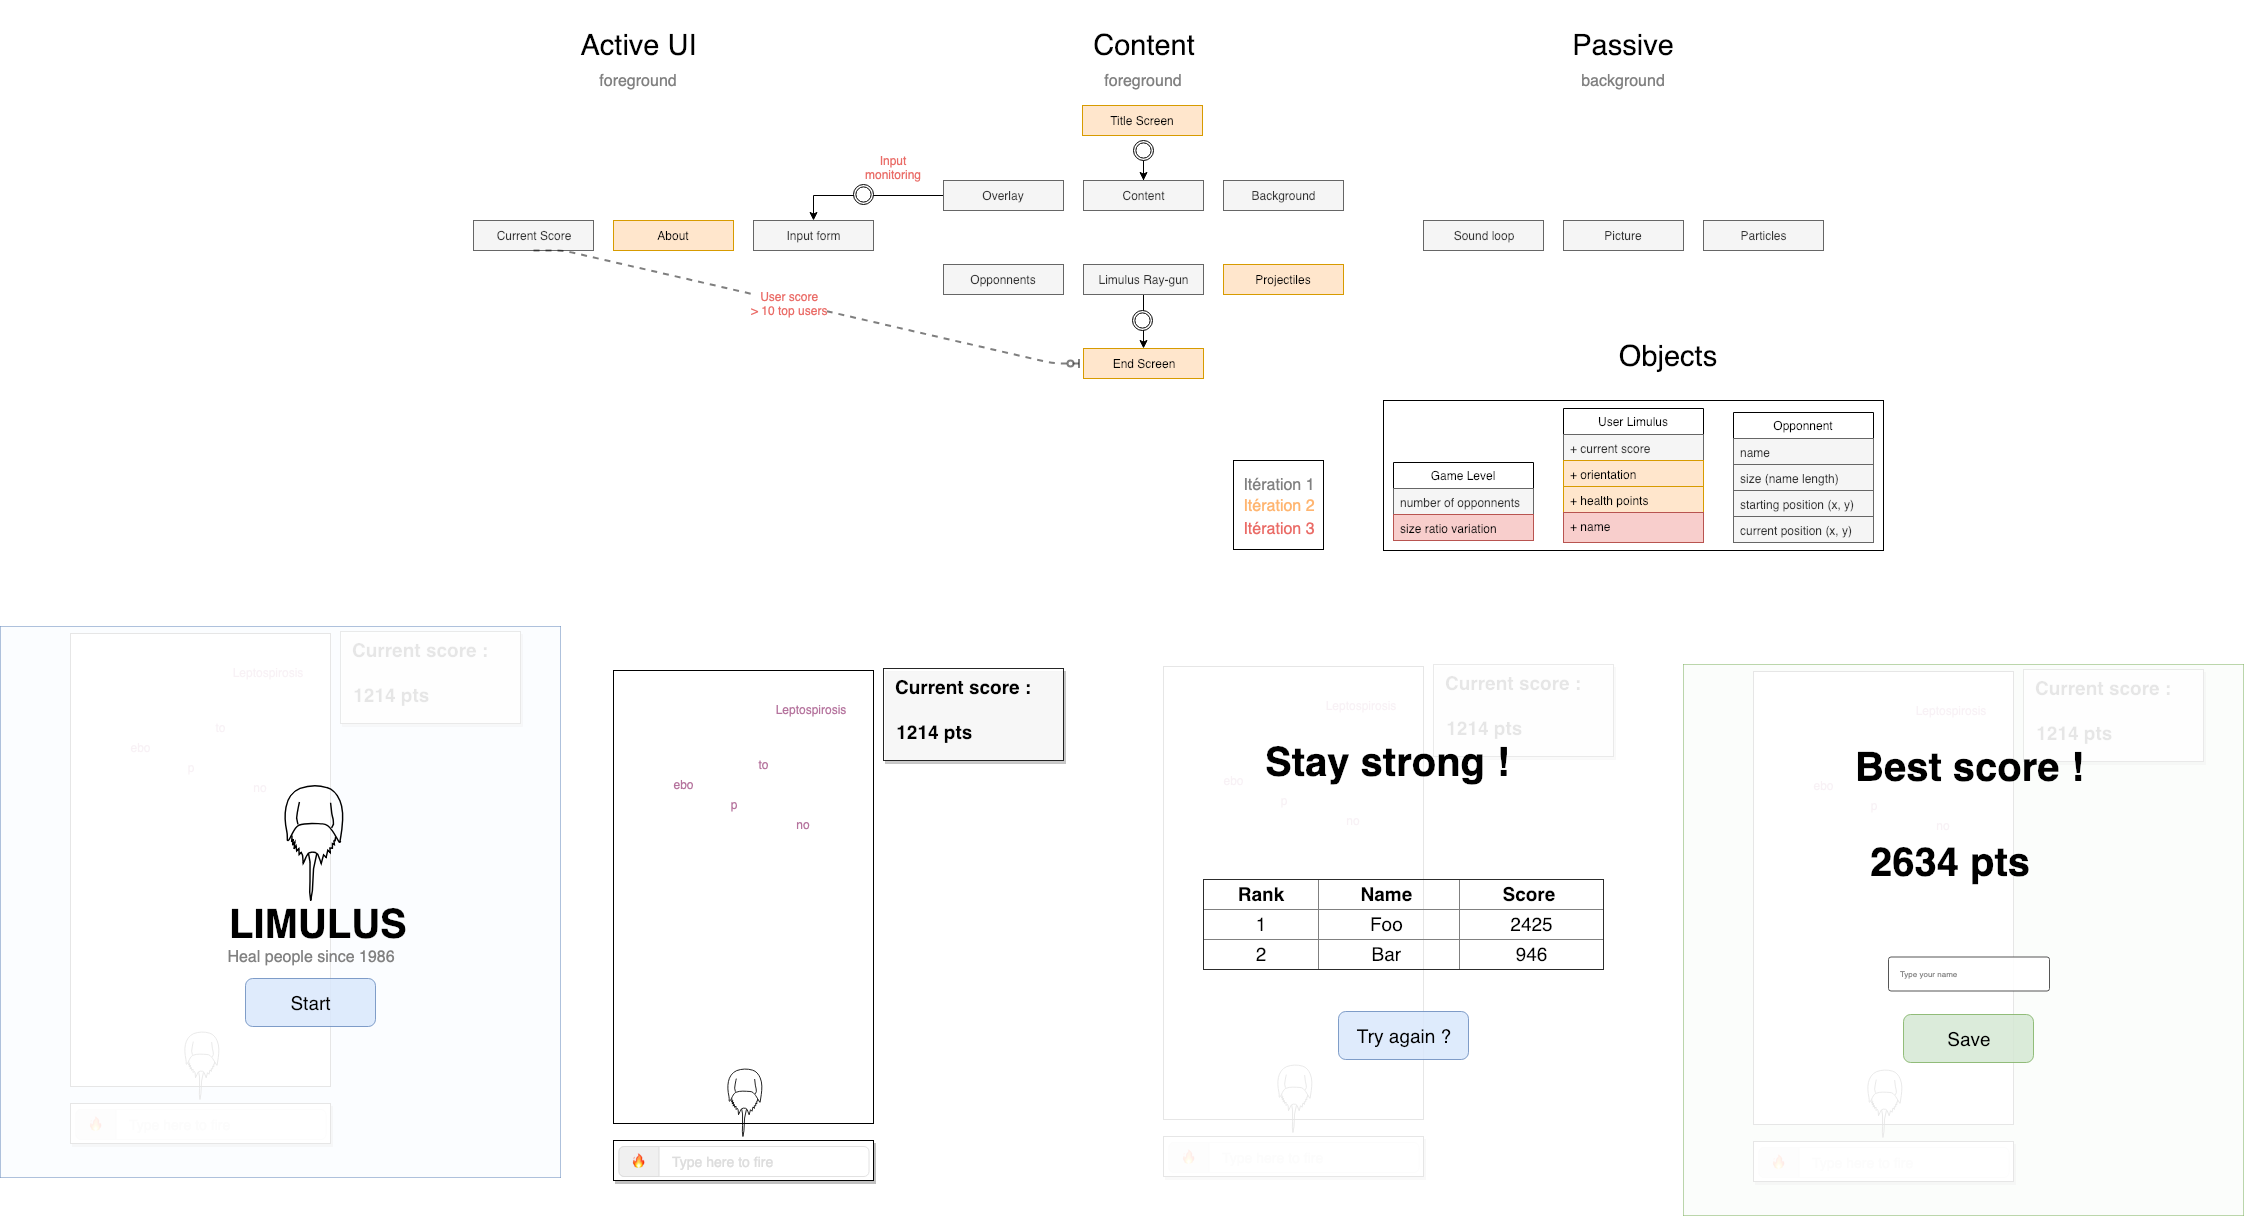 Active UI
foreground
Content
foreground
Passive
background
Title Screen
Input
monitoring
Overlay
Content
Background
Current Score
About
Input form
Sound loop
Picture
Particles
Opponnents
Limulus Ray-gun
Projectiles
User score
> 10 top users
End Screen
Objects
Itération 1
Itération 2
Itération 3
Game Level
number of opponnents
size ratio variation
User Limulus
+ current score
+ orientation
+ health points
+ name
Opponnent
name
size (name length)
starting position (x, y)
current position (x, y)
Current score :
1214 pts
Leptospirosis
to
ebo
p
no
LIMULUS
Heal people since 1986
Start
Type here to fire
Current score :
1214 pts
Leptospirosis
to
ebo
p
no
Type here to fire
Current score :
1214 pts
Leptospirosis
Stay strong !
ebo
p
no
Rank Name Score
1 Foo 2425
2 Bar 946
Try again ?
Type here to fire
Current score :
1214 pts
Leptospirosis
Best score !
ebo
p
no
2634 pts
Type your name
Save
Type here to fire